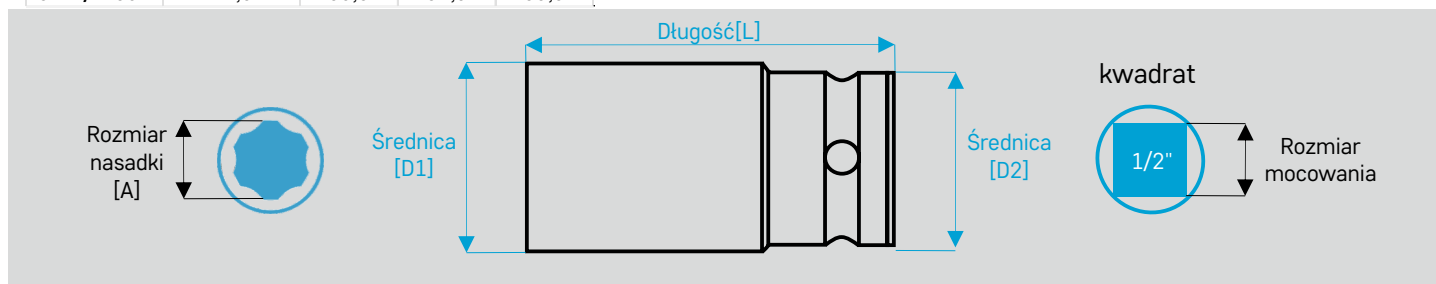 Długość[L]
kwadrat
Rozmiar
nasadki
[A]
Średnica
[D1]
Średnica
[D2]
1/2"
Rozmiar
mocowania